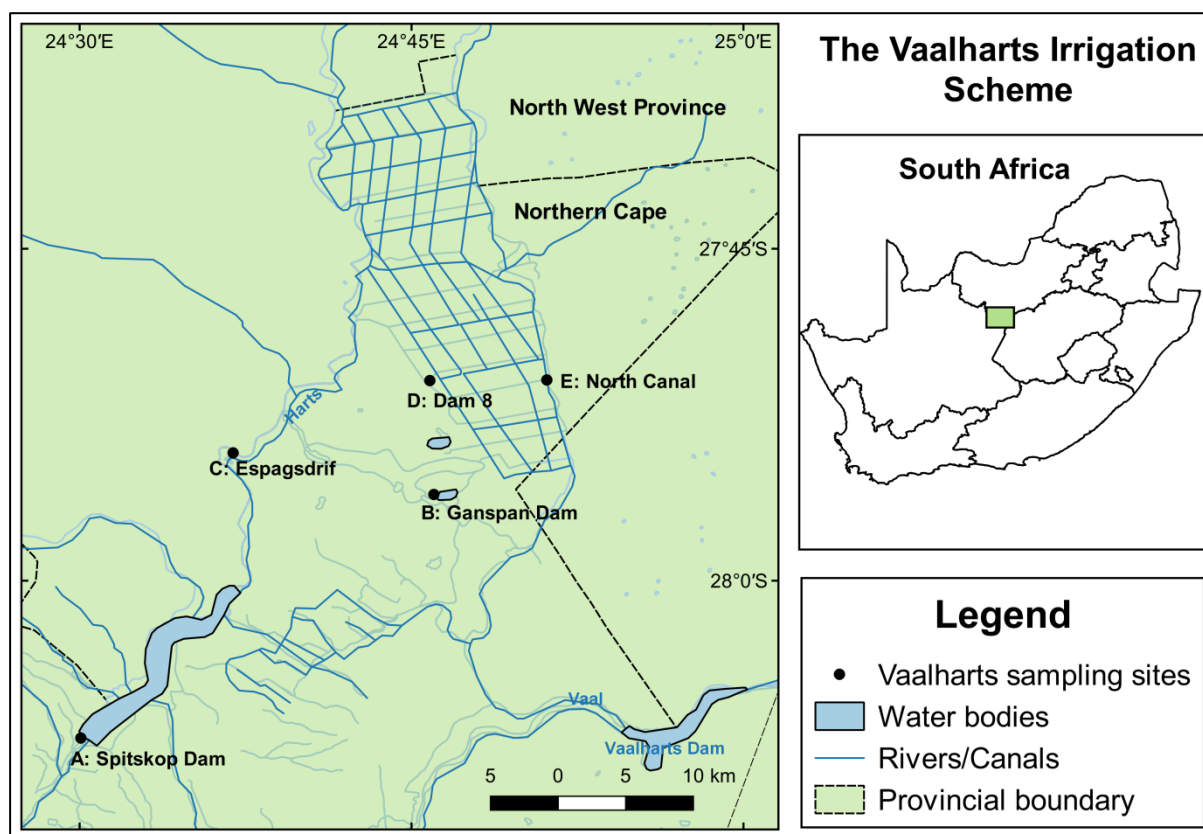 24°30′E
24°45′E
25°0′E
North West Province
Northern Cape
27°45′S
E: North Canal
D: Dam 8
Harts
C: Espagsdrif
B: Ganspan Dam
28°0′S
Vaal
Vaalharts Dam
A: Spitskop Dam
5 0 5 10 km
The Vaalharts Irrigation
Scheme
South Africa
Legend
Vaalharts sampling sites
Water bodies
Rivers/Canals
Provincial boundary